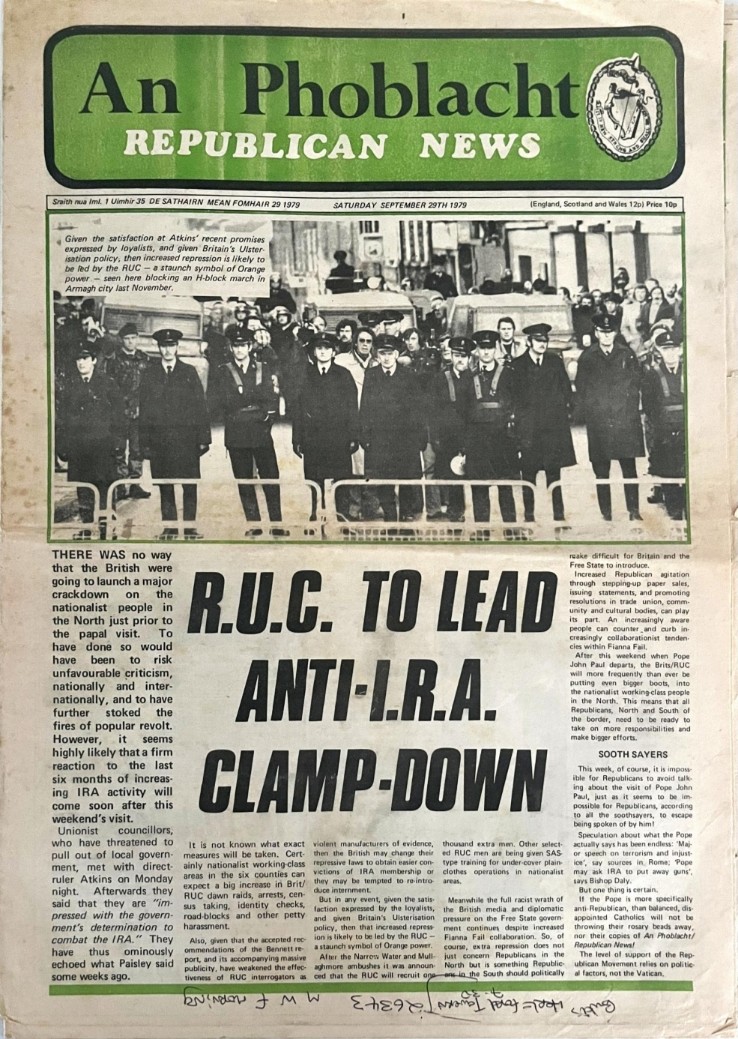 An Phoblacht
REPUBLICAN NEWS
Sraith nua Iml. 1 Uimhir 35 DE SATHAIRN MEAN FOMHAIR 29 1979 SATURDAY SEPTEMBER 29TH 1979 (England, Scotland and Wales 12p) Price 10p
Given the satisfaction at Atkins' recent promises
expressed by loyalists, and given Britain's Ulster-
isation policy, then increased repression is likely to
be led by the RUC — a staunch symbol of Orange
power — seen here blocking an H-block march in
Armagh city last November.
R.U.C. TO LEAD
ANTI-I.R.A.
CLAMP-DOWN
THERE WAS no way
that the British were
going to launch a major
crackdown on the
nationalist people in
the North just prior to
the papal visit. To
have done so would
have been to risk
unfavourable criticism,
nationally and inter-
nationally, and to have
further stoked the
fires of popular revolt.
However, it seems
highly likely that a firm
reaction to the last
six months of increas-
ing IRA activity will
come soon after this
weekend's visit.
Unionist councillors,
who have threatened to
pull out of local govern-
ment, met with direct-
ruler Atkins on Monday
night. Afterwards they
said that they are "im-
pressed with the govern-
ment's determination to
combat the IRA." They
have thus ominously
echoed what Paisley said
some weeks ago.
It is not known what exact
measures will be taken. Cert-
ainly nationalist working-class
areas in the six counties can
expect a big increase in Brit/
RUC dawn raids, arrests, cen-
sus taking, identity checks,
road-blocks and other petty
harassment.
Also, given that the accepted rec-
ommendations of the Bennett re-
port, and its accompanying massive
publicity, have weakened the effec-
tiveness of RUC interrogators as
violent manufacturers of evidence,
then the British may change their
repressive laws to obtain easier con-
victions of IRA membership or
they may be tempted to re-intro-
duce internment.
But in any event, given the satis-
faction expressed by the loyalists,
and given Britain's Ulsterisation
policy, then that increased repress-
ion is likely to be led by the RUC —
a staunch symbol of Orange power.
After the Narrow Water and Mull-
aghmore ambushes it was announ-
ced that the RUC will recruit one
thousand extra men. Other select-
ed RUC men are being given SAS-
type training for under-cover plain-
clothes operations in nationalist
areas.
Meanwhile the full racist wrath of
the British media and diplomatic
pressure on the Free State govern-
ment continues despite increased
Fianna Fail collaboration. So, of
course, extra repression does not
just concern Republicans in the
North but is something Republic-
ans in the South should politically
make difficult for Britain and the
Free State to introduce.
Increased Republican agitation
through stepping-up paper sales,
issuing statements, and promoting
resolutions in trade union, comm-
unity and cultural bodies, can play
its part. An increasingly aware
people can counter and curb in-
creasingly collaborationist tenden-
cies within Fianna Fail.
After this weekend when Pope
John Paul departs, the Brits/RUC
will more frequently than ever be
putting even bigger boots, into
the nationalist working-class people
in the North. This means that all
Republicans, North and South of
the border, need to be ready to
take on more responsibilities and
make bigger efforts.
SOOTH SAYERS
This week, of course, it is imposs-
ible for Republicans to avoid talk-
ing about the visit of Pope John
Paul, just as it seems to be im-
possible for Republicans, according
to all the soothsayers, to escape
being spoken of by him!
Speculation about what the Pope
actually says has been endless: 'Maj-
or speech on terrorism and injust-
ice', say sources in Rome; 'Pope
may ask IRA to put away guns',
says Bishop Daly.
But one thing is certain.
If the Pope is more specifically
anti-Republican, than balanced, dis-
appointed Catholics will not be
throwing their rosary beads away,
nor their copies of An Phoblacht/
Republican News!
The level of support of the Rep-
ublican Movement relies on politic-
al factors, not the Vatican.
Tavern
7-30
26343
M W F MORNING